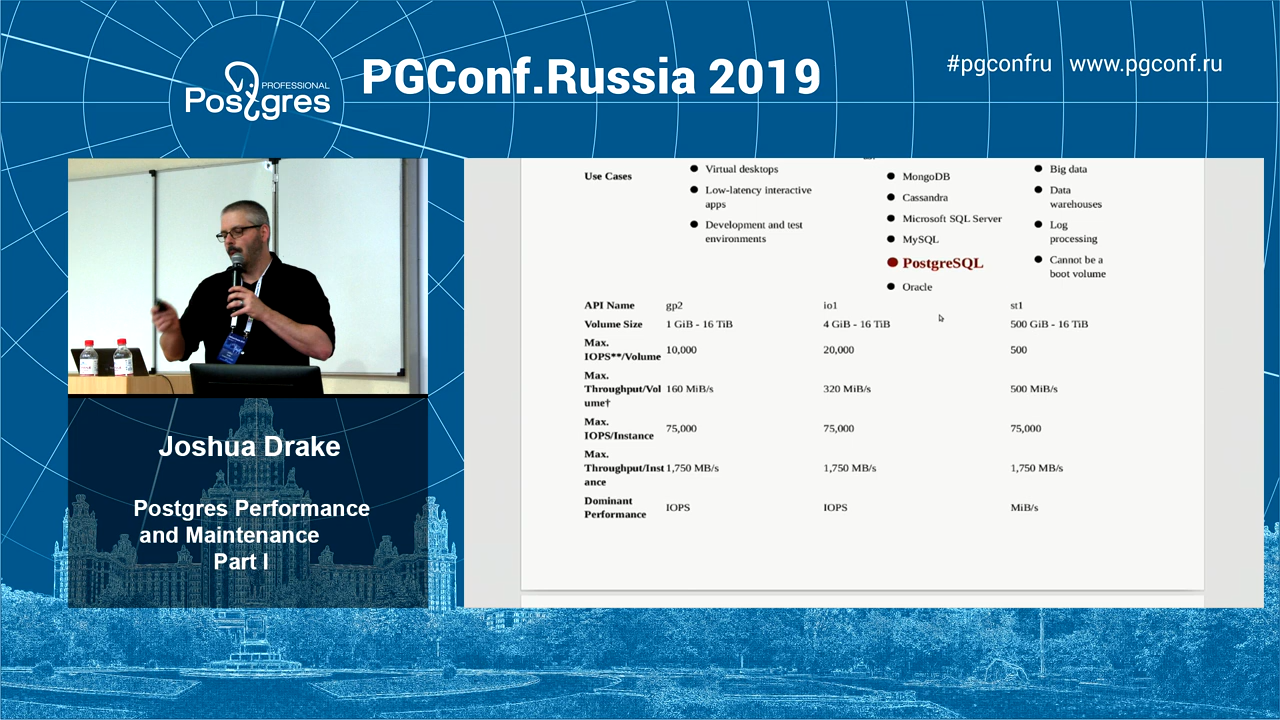 PROFESSIONAL
Postgres
PGConf.Russia 2019
#pgconfru www.pgconf.ru
Joshua Drake
Postgres Performance
and Maintenance
Part I
Use Cases
Virtual desktops
Low-latency interactive
apps
Development and test
environments
MongoDB
Cassandra
Microsoft SQL Server
MySQL
PostgreSQL
Oracle
Big data
Data
warehouses
Log
processing
Cannot be a
boot volume
API Name gp2 io1 st1
Volume Size 1 GiB - 16 TiB 4 GiB - 16 TiB 500 GiB - 16 TiB
Max.
IOPS**/Volume 10,000 20,000 500
Max.
Throughput/Vol 160 MiB/s 320 MiB/s 500 MiB/s
ume†
Max.
IOPS/Instance 75,000 75,000 75,000
Max.
Throughput/Inst 1,750 MB/s 1,750 MB/s 1,750 MB/s
ance
Dominant
Performance IOPS IOPS MiB/s